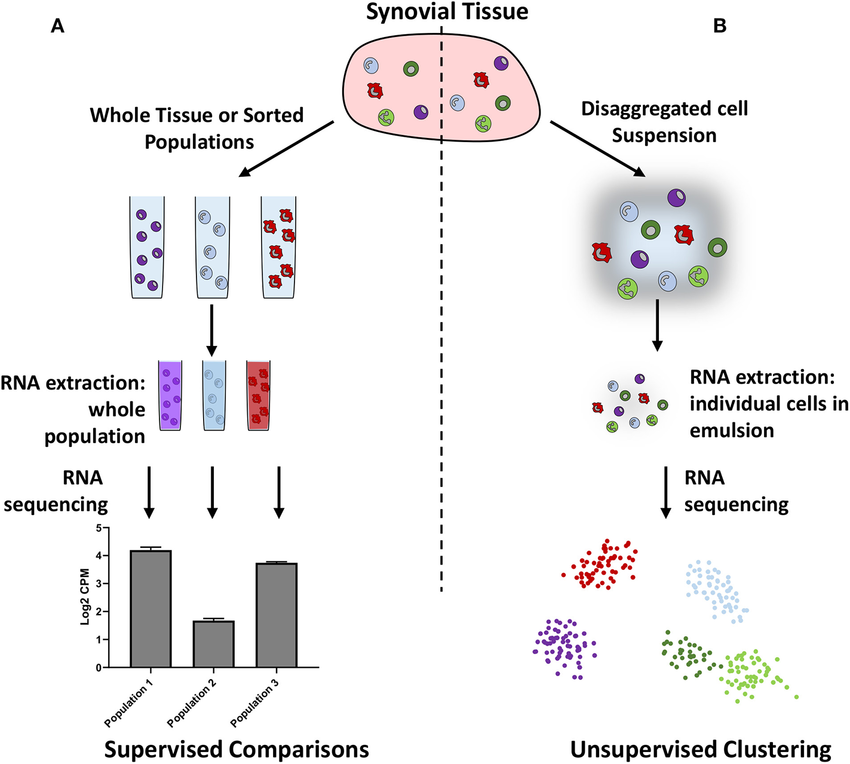 Synovial Tissue
A
B
Whole Tissue or Sorted
Populations
Disaggregated cell
Suspension
RNA extraction:
whole
population
RNA extraction:
individual cells in
emulsion
RNA
sequencing
RNA
sequencing
Log2 CPM
5
4
3
2
1
0
Population 1
Population 2
Population 3
Supervised Comparisons
Unsupervised Clustering